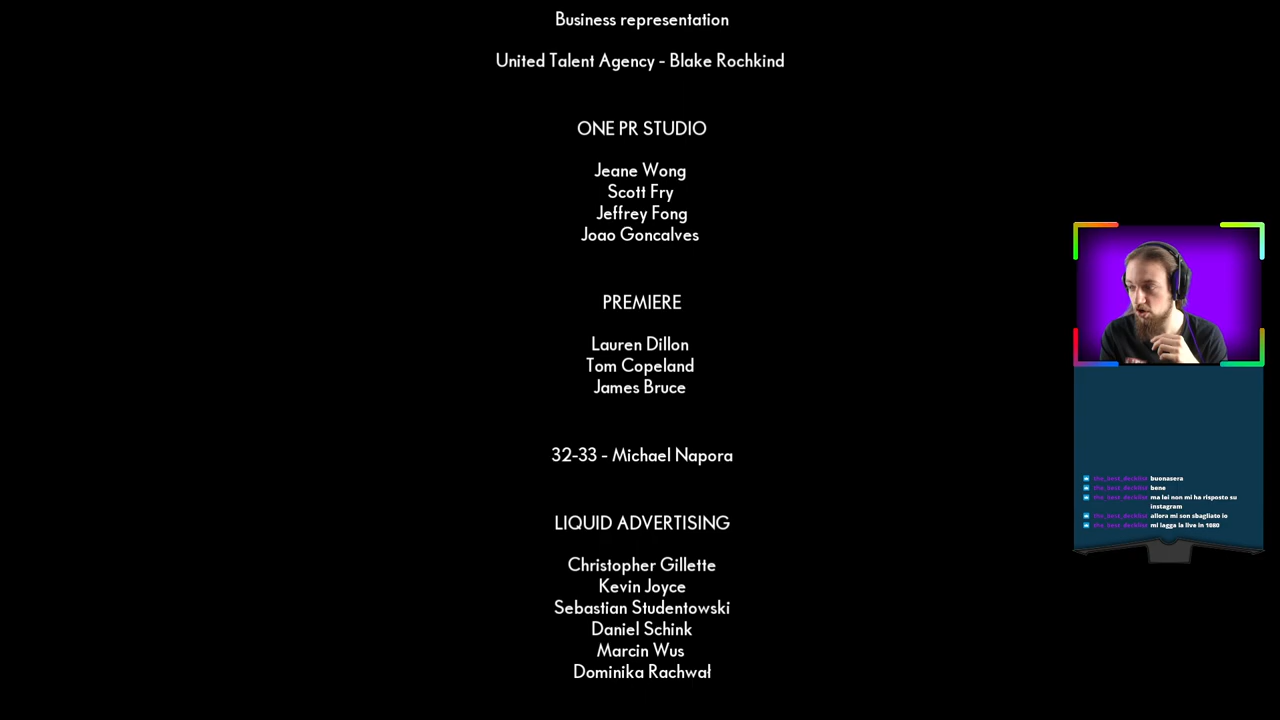 Business representation
United Talent Agency - Blake Rochkind
ONE PR STUDIO
Jeane Wong
Scott Fry
Jeffrey Fong
Joao Goncalves
PREMIERE
Lauren Dillon
Tom Copeland
James Bruce
32-33 - Michael Napora
LIQUID ADVERTISING
Christopher Gillette
Kevin Joyce
Sebastian Studentowski
Daniel Schink
Marcin Wus
Dominika Rachwał
buonasera
bene
ma lei non mi ha risposto su
instagram
allora mi son sbagliato io
mi lagga la live in 1080